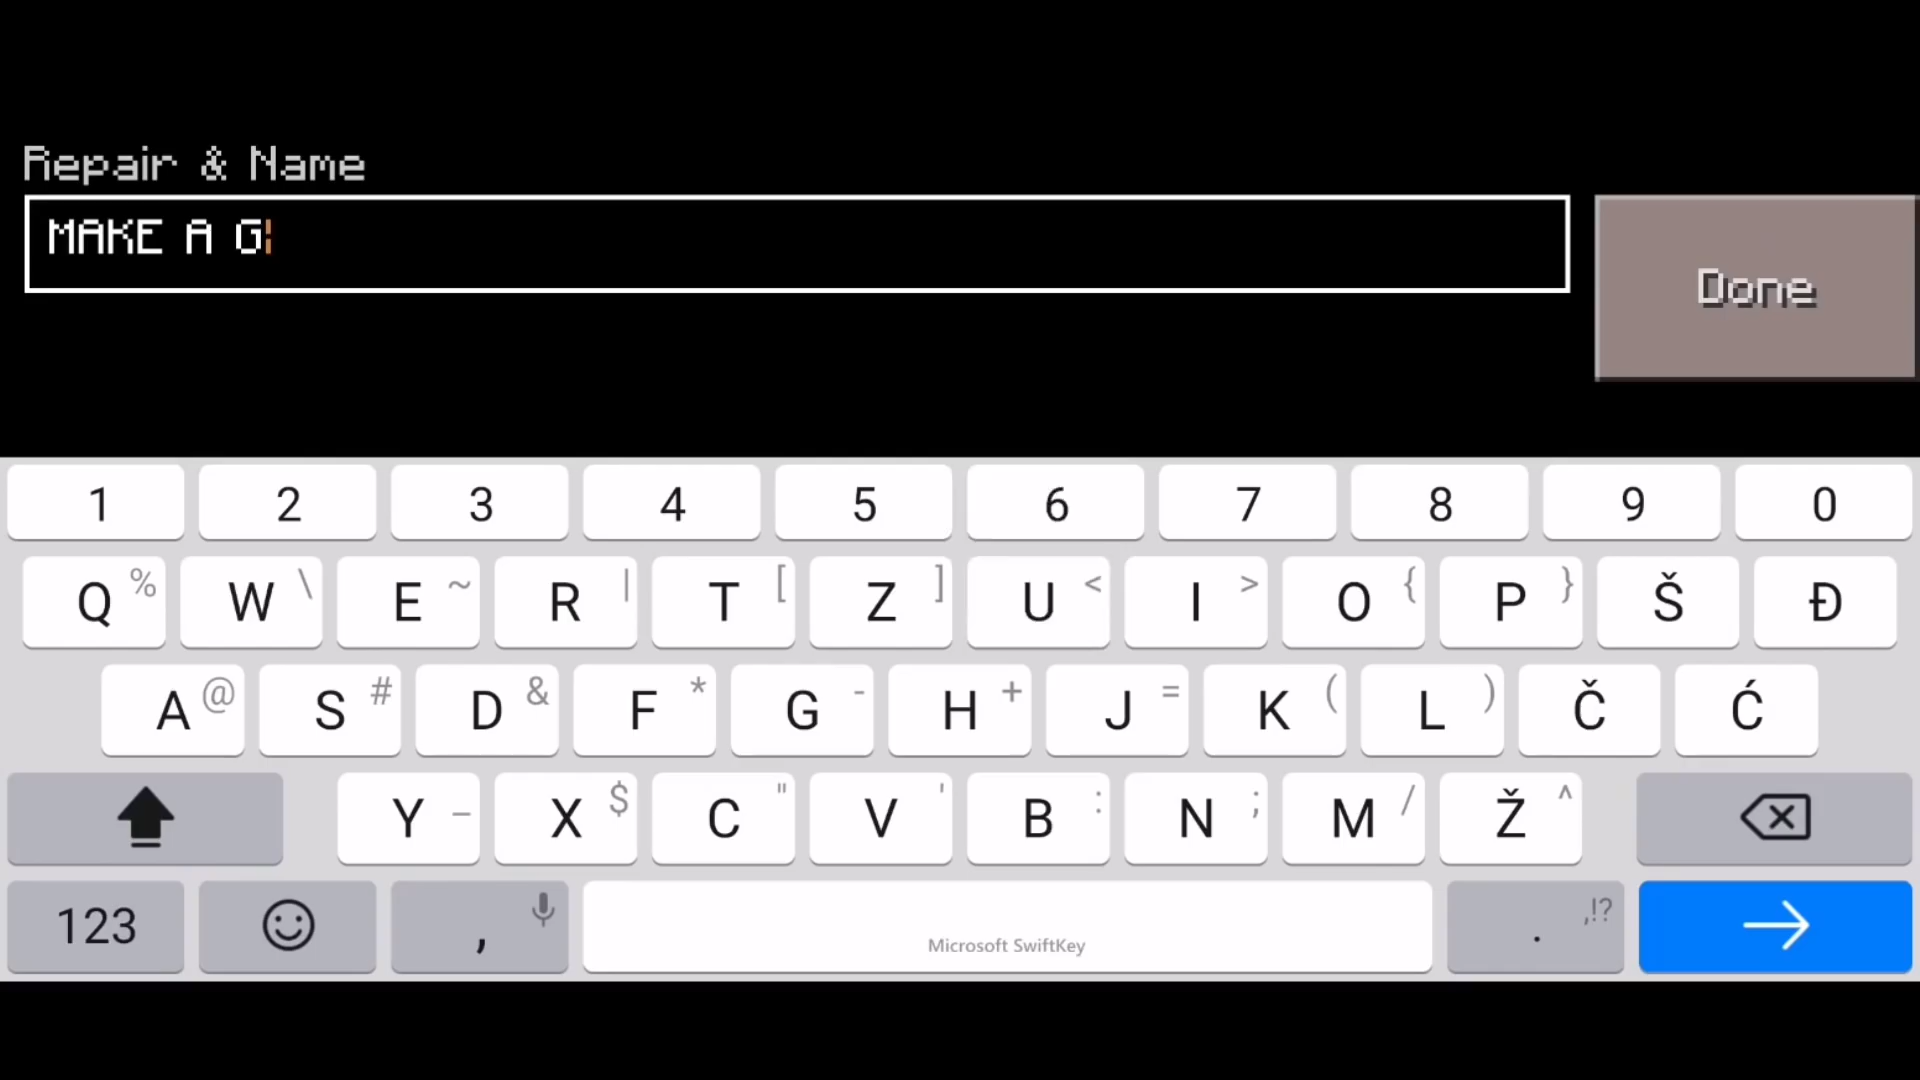 Repair & Name
MAKE A G
Done
1 2 3 4 5 6 7 8 9 0
Q % W \ E ~ R | T [ Z ] U < I > O { P } Š Đ
A @ S # D & F * G - H + J = K ( L ) Č Ć
Y _ X $ C " V ' B : N ; M / Ž ^
123 , Microsoft SwiftKey . ,!?